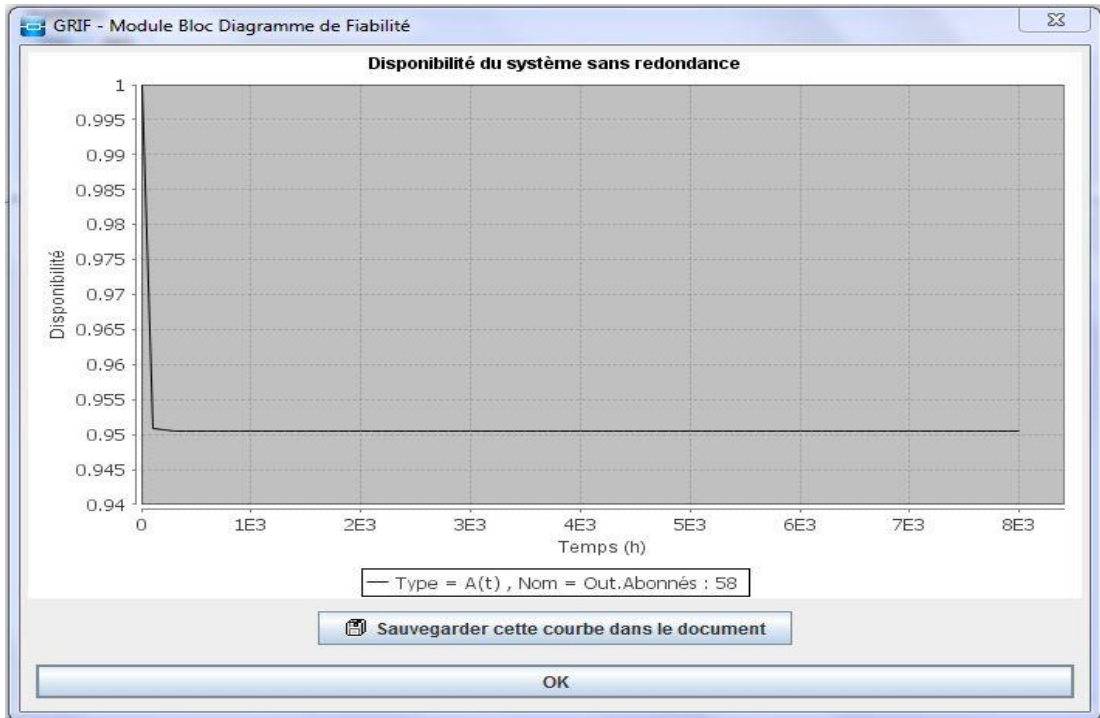 GRIF - Module Bloc Diagramme de Fiabilité
Disponibilité du système sans redondance
1
0.995
0.99
0.985
0.98
0.975
0.97
0.965
0.96
0.955
0.95
0.945
0.94
Disponibilité
0 1E3 2E3 3E3 4E3 5E3 6E3 7E3 8E3
Temps (h)
Type = A(t) , Nom = Out.Abonnés : 58
Sauvegarder cette courbe dans le document
OK